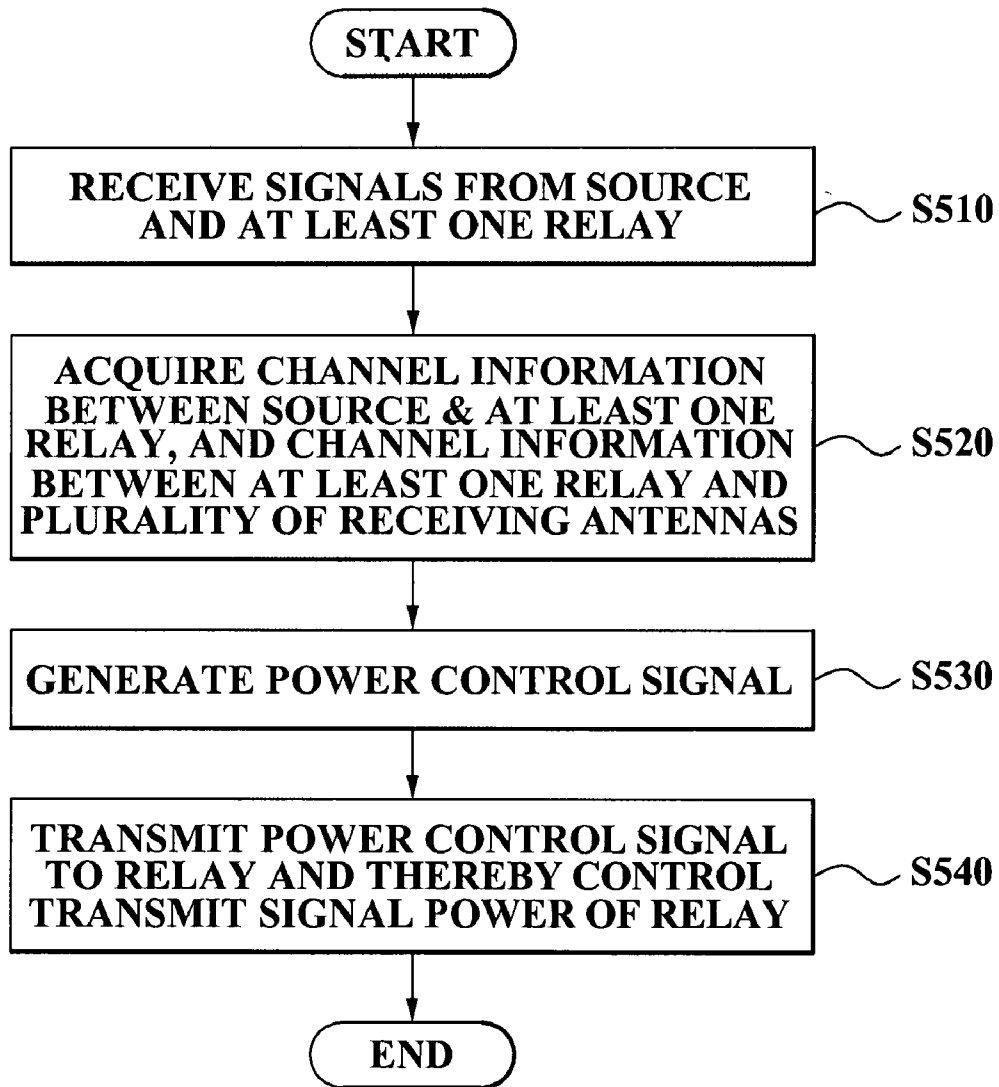 START
RECEIVE SIGNALS FROM SOURCE
AND AT LEAST ONE RELAY
S510
ACQUIRE CHANNEL INFORMATION
BETWEEN SOURCE & AT LEAST ONE
RELAY, AND CHANNEL INFORMATION
BETWEEN AT LEAST ONE RELAY AND
PLURALITY OF RECEIVING ANTENNAS
S520
GENERATE POWER CONTROL SIGNAL
S530
TRANSMIT POWER CONTROL SIGNAL
TO RELAY AND THEREBY CONTROL
TRANSMIT SIGNAL POWER OF RELAY
S540
END